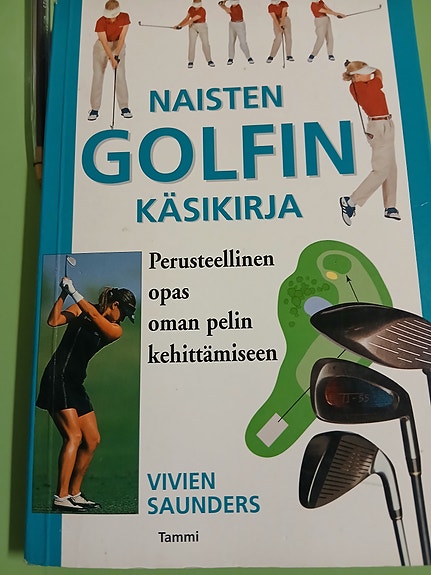 NAISTEN
GOLFIN
KÄSIKIRJA
Perusteellinen
opas
oman pelin
kehittämiseen
VIVIEN
SAUNDERS
Tammi